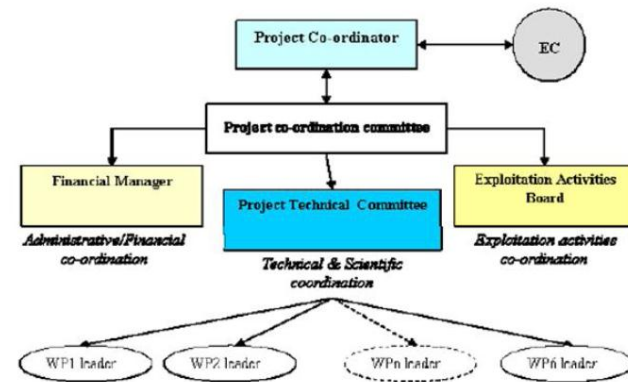 Project Co-ordinator
EC
Project co-ordination committee
Financial Manager
Project Technical Committee
Exploitation Activities
Board
Administrative/Financial
co-ordination
Technical & Scientific
coordination
Exploitation activities
co-ordination
WP1 leader
WP2 leader
WPn leader
WP6 leader